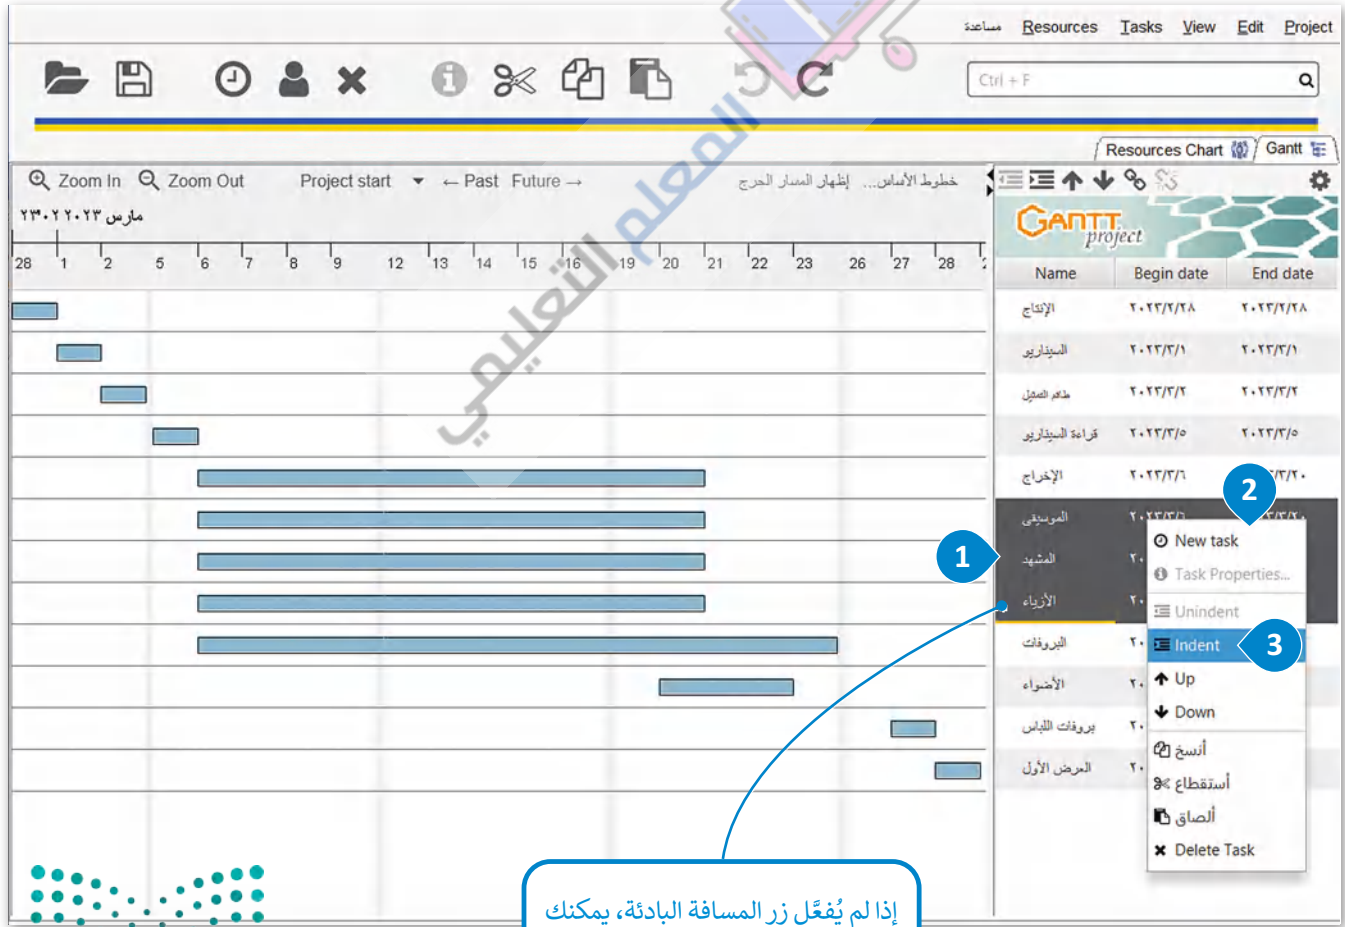 مساعدة Resources Tasks View Edit Project
Ctrl + F
Resources Chart Gantt
Zoom In Zoom Out Project start ← Past Future → إظهار المسار الحرج خطوط الأساس...
مارس ٢٠٢٣
28 1 2 5 6 7 8 9 12 13 14 15 16 19 20 21 22 23 26 27 28
GANTT
project
Name Begin date End date
الإنتاج ٢٠٢٣/٢/٢٨ ٢٠٢٣/٢/٢٨
السيناريو ٢٠٢٣/٣/١ ٢٠٢٣/٣/١
طاقم التمثيل ٢٠٢٣/٣/٢ ٢٠٢٣/٣/٢
قراءة السيناريو ٢٠٢٣/٣/٥ ٢٠٢٣/٣/٥
الإخراج ٢٠٢٣/٣/٦
الموسيقى
المشهد
الأزياء
البروفات
الأضواء
بروفات اللباس
العرض الأول
1
2
3
New task
Task Properties...
Unindent
Indent
Up
Down
أنسخ
أستقطاع
ألصاق
Delete Task
إذا لم يُفعَّل زر المسافة البادئة، يمكنك
المعلم التعليمي